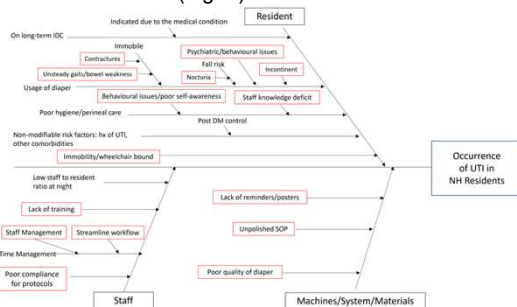 Resident
Indicated due to the medical condition
On long-term IDC
Immobile
Psychiatric/behavioural issues
Contractures
Fall risk
Unsteady gaits/bowel weakness
Nocturia
Incontinent
Usage of diaper
Behavioural issues/poor self-awareness
Staff knowledge deficit
Poor hygiene/perineal care
Post DM control
Non-modifiable risk factors: hx of UTI,
other comorbidities
Immobility/wheelchair bound
Occurrence
of UTI in
NH Residents
Low staff to resident
ratio at night
Lack of reminders/posters
Lack of training
Staff Management
Streamline workflow
Unpolished SOP
Time Management
Poor compliance
for protocols
Poor quality of diaper
Staff
Machines/System/Materials